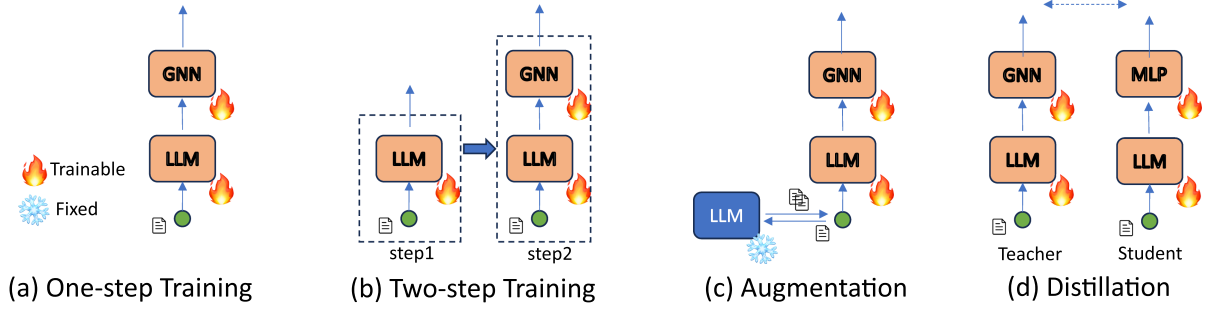 GNN
LLM
Trainable
Fixed
(a) One-step Training
LLM
step1
GNN
LLM
step2
(b) Two-step Training
GNN
LLM
LLM
(c) Augmentation
GNN
LLM
Teacher
MLP
LLM
Student
(d) Distillation